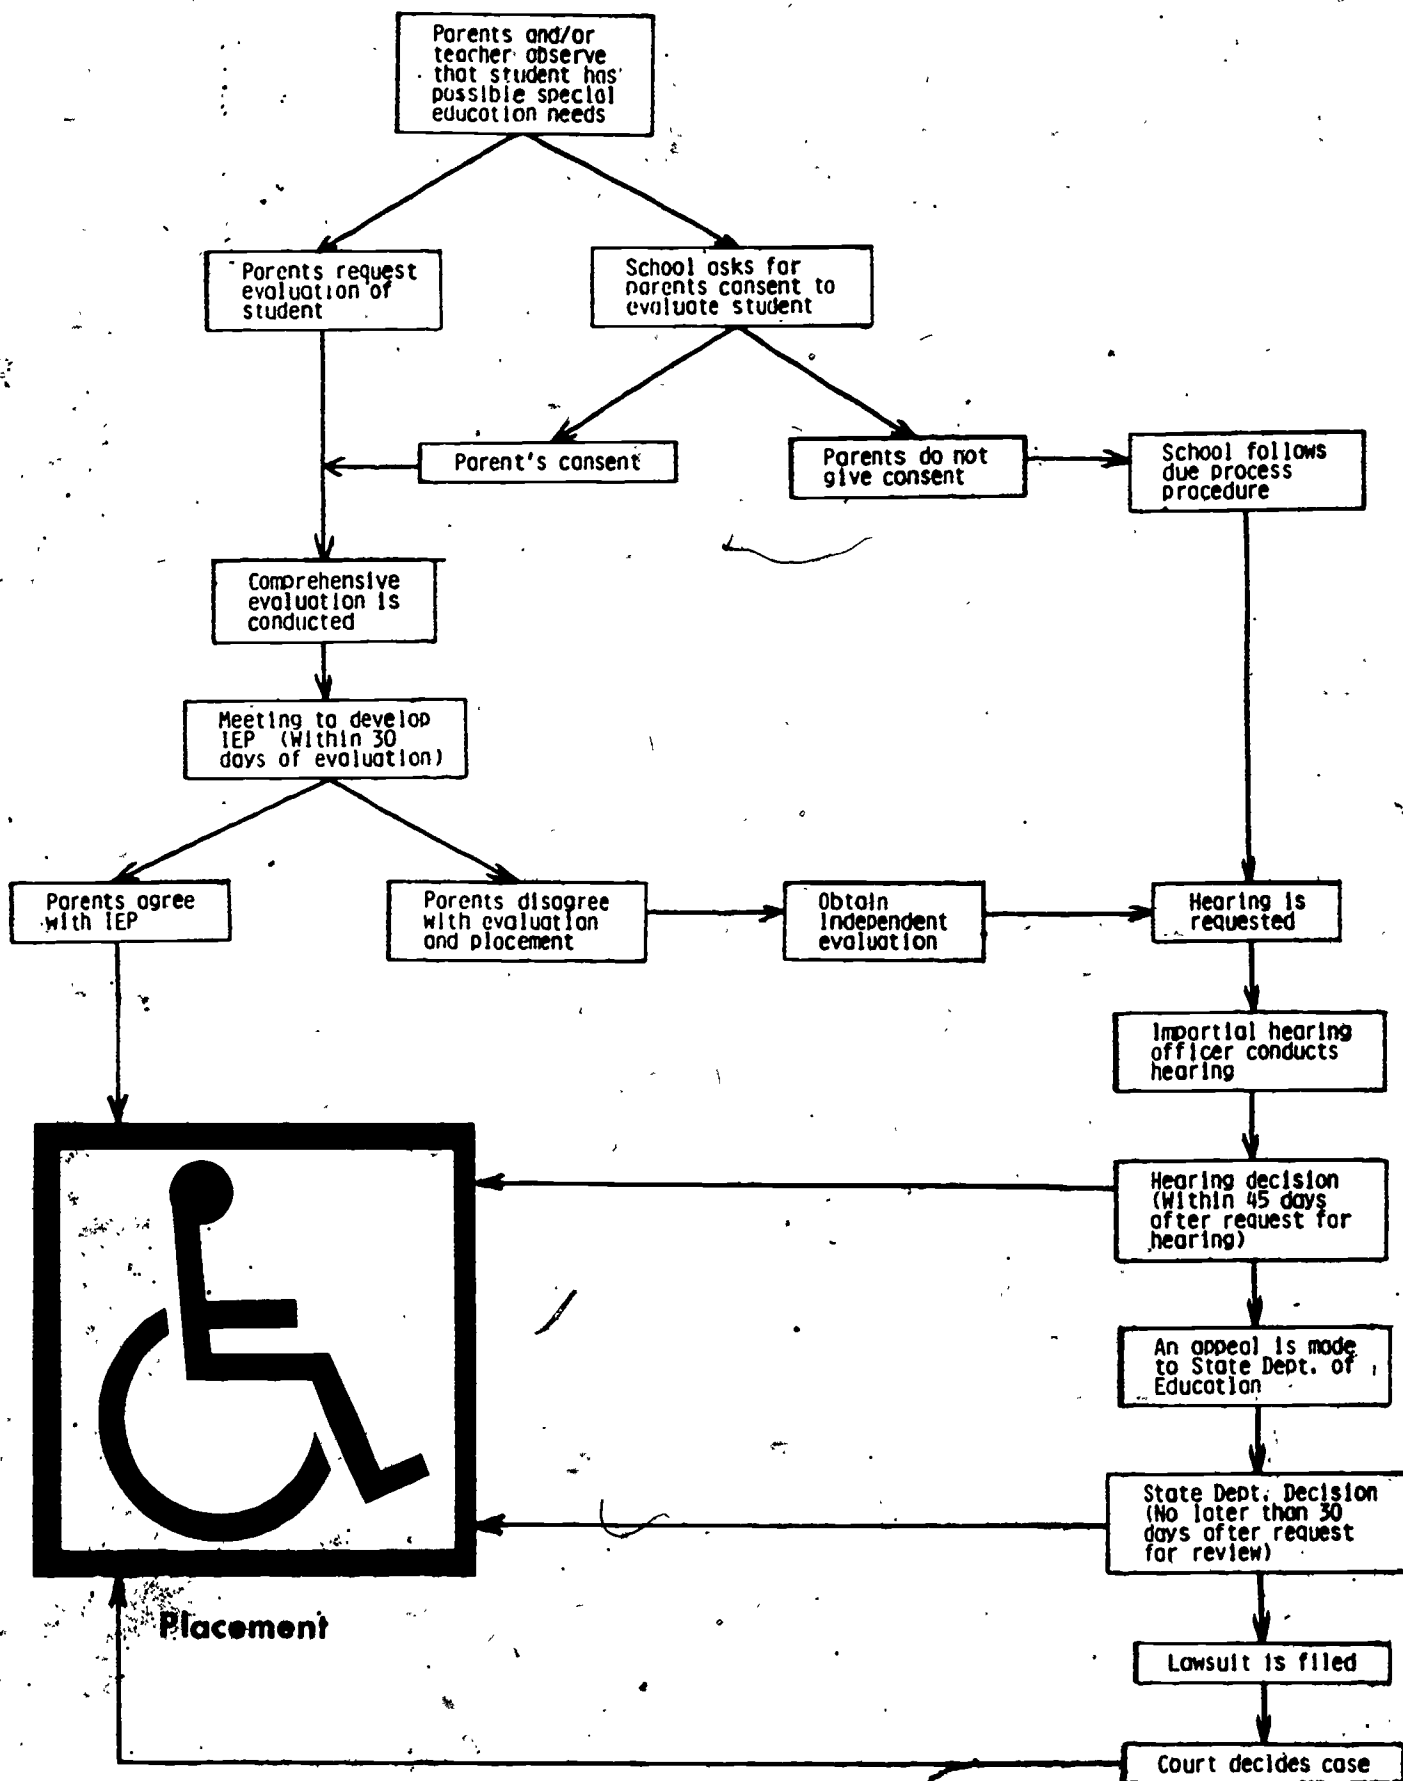 Parents and/or
teacher observe
that student has
possible special
education needs
Parents request
evaluation of
student
School asks for
parents consent to
evaluate student
Parent's consent
Parents do not
give consent
School follows
due process
procedure
Comprehensive
evaluation is
conducted
Meeting to develop
IEP (Within 30
days of evaluation)
Parents agree
with IEP
Parents disagree
with evaluation
and placement
Obtain
independent
evaluation
Hearing is
requested
Impartial hearing
officer conducts
hearing
Hearing decision
(Within 45 days
after request for
hearing)
An appeal is made
to State Dept. of
Education
State Dept. Decision
(No later than 30
days after request
for review)
Placement
Lawsuit is filed
Court decides case